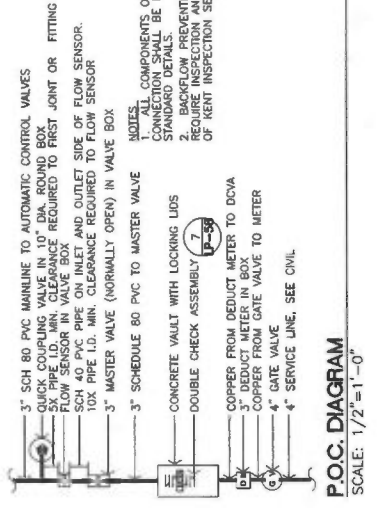 3" SCH 80 PVC MAINLINE TO AUTOMATIC CONTROL VALVES
QUICK COUPLING VALVE IN 10" DIA. ROUND BOX
5X PIPE I.D. MIN. CLEARANCE REQUIRED TO FIRST JOINT OR FITTING
FLOW SENSOR IN VALVE BOX
SCH 40 PVC PIPE ON INLET AND OUTLET SIDE OF FLOW SENSOR.
10X PIPE I.D. MIN. CLEARANCE REQUIRED TO FLOW SENSOR
3" MASTER VALVE (NORMALLY OPEN) IN VALVE BOX
3" SCHEDULE 80 PVC TO MASTER VALVE
CONCRETE VAULT WITH LOCKING LIDS
DOUBLE CHECK ASSEMBLY
7
LP-58
COPPER FROM DEDUCT METER TO DCVA
3" DEDUCT METER IN BOX
COPPER FROM GATE VALVE TO METER
4" GATE VALVE
4" SERVICE LINE, SEE CIVIL
D
G
NOTES
1. ALL COMPONENTS O
CONNECTION SHALL BE
STANDARD DETAILS.
2. BACKFLOW PREVENT
REQUIRE INSPECTION AN
OF KENT INSPECTION SE
P.O.C. DIAGRAM
SCALE: 1/2"=1'-0"